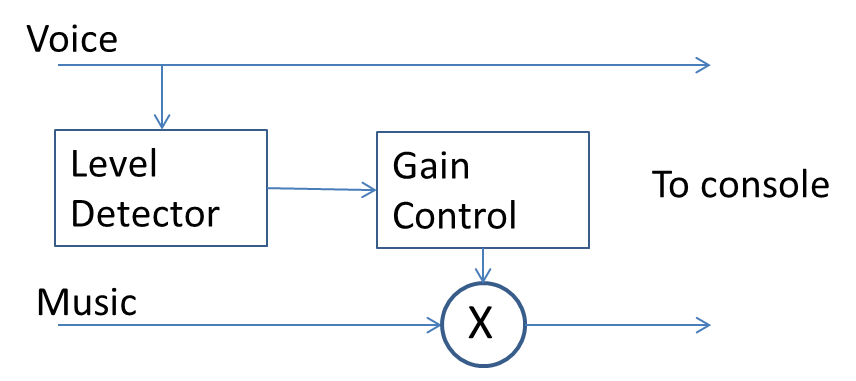 Voice
Level
Detector
Gain
Control
To console
Music
X